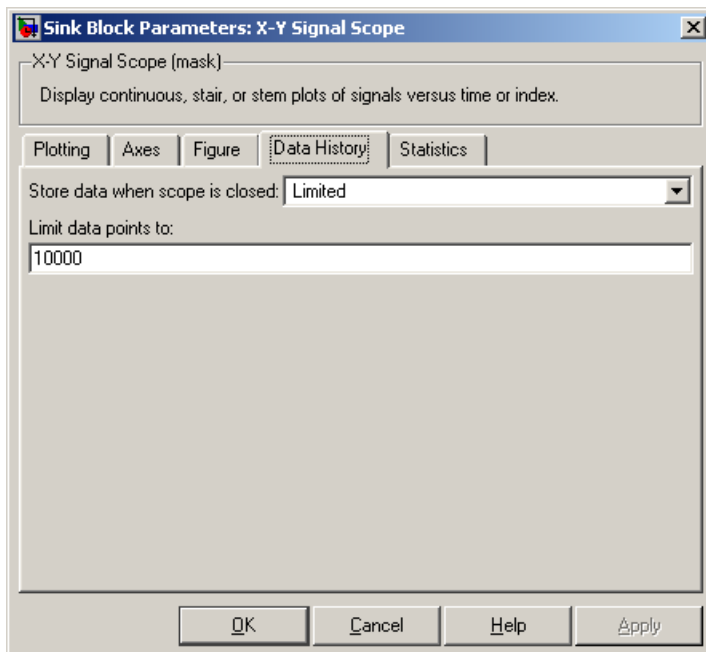 Sink Block Parameters: X-Y Signal Scope
X-Y Signal Scope (mask)
Display continuous, stair, or stem plots of signals versus time or index.
Plotting Axes Figure Data History Statistics
Store data when scope is closed: Limited
Limit data points to:
10000
OK Cancel Help Apply